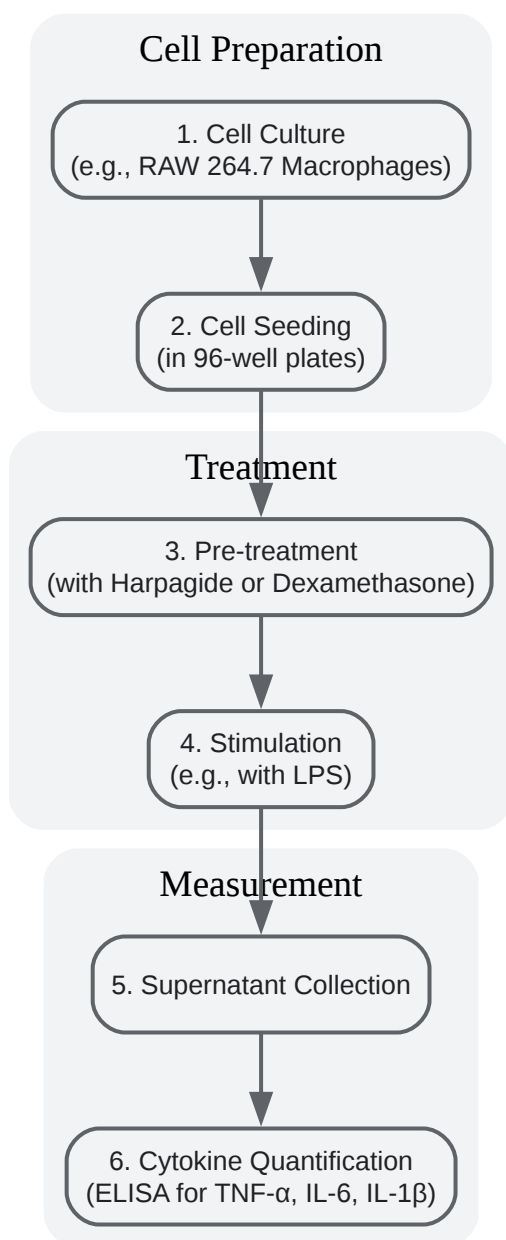 Cell Preparation
1. Cell Culture
(e.g., RAW 264.7 Macrophages)
2. Cell Seeding
(in 96-well plates)
Treatment
3. Pre-treatment
(with Harpagide or Dexamethasone)
4. Stimulation
(e.g., with LPS)
Measurement
5. Supernatant Collection
6. Cytokine Quantification
(ELISA for TNF-α, IL-6, IL-1β)